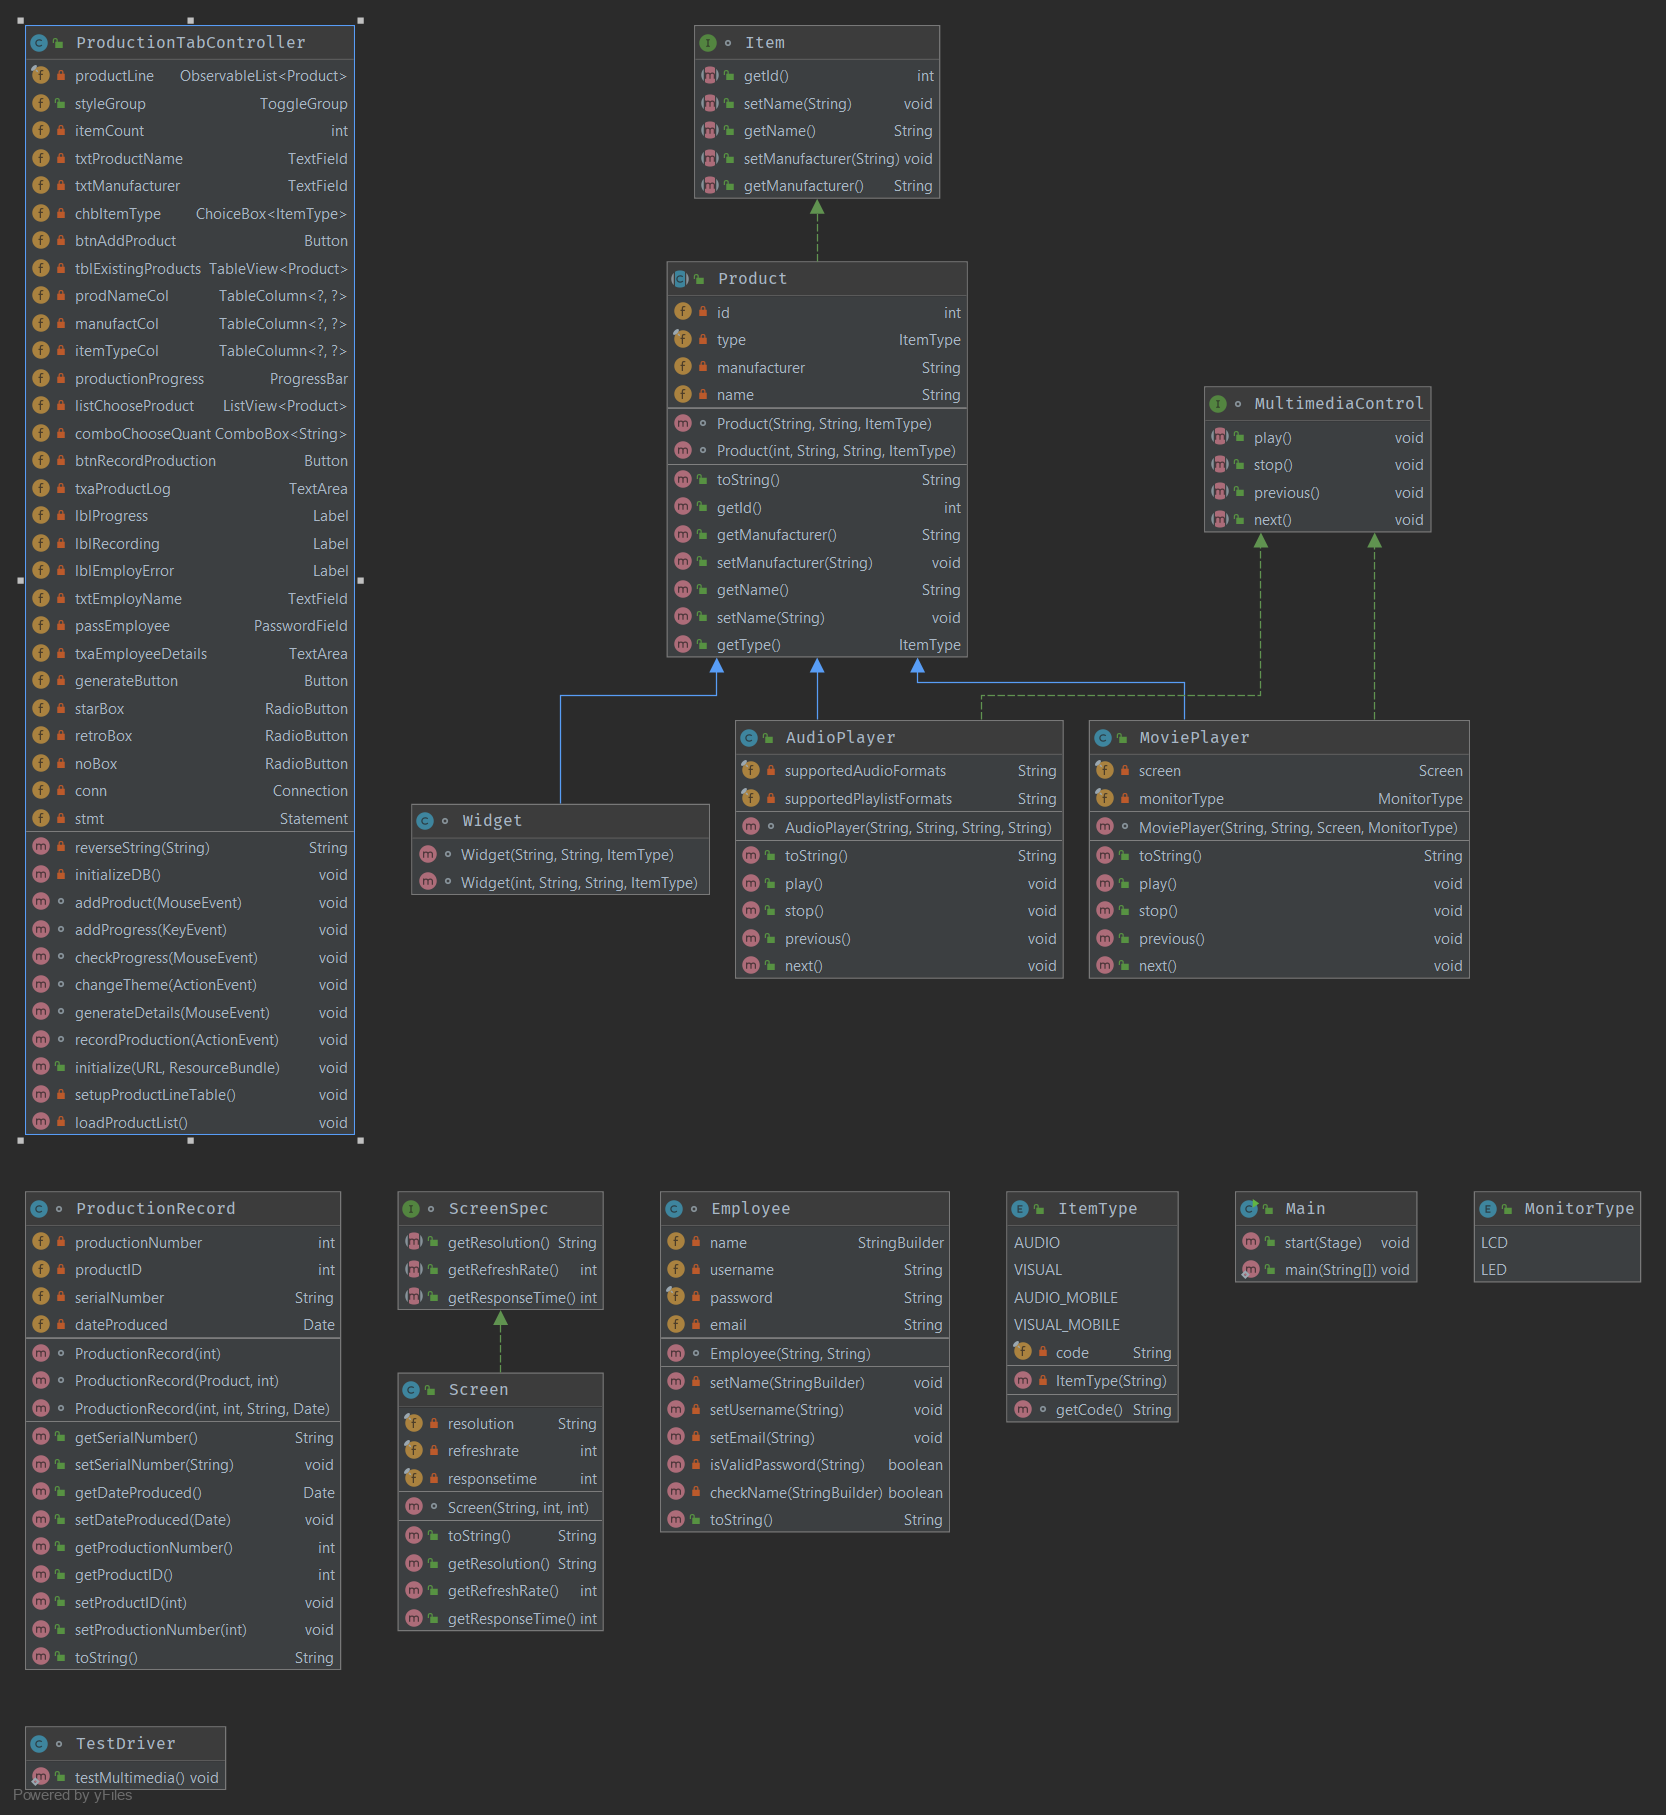 ProductionTabController
productLine ObservableList<Product>
styleGroup ToggleGroup
itemCount int
txtProductName TextField
txtManufacturer TextField
chbItemType ChoiceBox<ItemType>
btnAddProduct Button
tblExistingProducts TableView<Product>
prodNameCol TableColumn<?, ?>
manufactCol TableColumn<?, ?>
itemTypeCol TableColumn<?, ?>
productionProgress ProgressBar
listChooseProduct ListView<Product>
comboChooseQuant ComboBox<String>
btnRecordProduction Button
txaProductLog TextArea
lblProgress Label
lblRecording Label
lblEmployError Label
txtEmployName TextField
passEmployee PasswordField
txaEmployeeDetails TextArea
generateButton Button
starBox RadioButton
retroBox RadioButton
noBox RadioButton
conn Connection
stmt Statement
reverseString(String) String
initializeDB() void
addProduct(MouseEvent) void
addProgress(KeyEvent) void
checkProgress(MouseEvent) void
changeTheme(ActionEvent) void
generateDetails(MouseEvent) void
recordProduction(ActionEvent) void
initialize(URL, ResourceBundle) void
setupProductLineTable() void
loadProductList() void
Item
getId() int
setName(String) void
getName() String
setManufacturer(String) void
getManufacturer() String
Product
id int
type ItemType
manufacturer String
name String
Product(String, String, ItemType)
Product(int, String, String, ItemType)
toString() String
getId() int
getManufacturer() String
setManufacturer(String) void
getName() String
setName(String) void
getType() ItemType
MultimediaControl
play() void
stop() void
previous() void
next() void
Widget
Widget(String, String, ItemType)
Widget(int, String, String, ItemType)
AudioPlayer
supportedAudioFormats String
supportedPlaylistFormats String
AudioPlayer(String, String, String, String)
toString() String
play() void
stop() void
previous() void
next() void
MoviePlayer
screen Screen
monitorType MonitorType
MoviePlayer(String, String, Screen, MonitorType)
toString() String
play() void
stop() void
previous() void
next() void
ProductionRecord
productionNumber int
productID int
serialNumber String
dateProduced Date
ProductionRecord(int)
ProductionRecord(Product, int)
ProductionRecord(int, int, String, Date)
getSerialNumber() String
setSerialNumber(String) void
getDateProduced() Date
setDateProduced(Date) void
getProductionNumber() int
getProductID() int
setProductID(int) void
setProductionNumber(int) void
toString() String
ScreenSpec
getResolution() String
getRefreshRate() int
getResponseTime() int
Screen
resolution String
refreshrate int
responsetime int
Screen(String, int, int)
toString() String
getResolution() String
getRefreshRate() int
getResponseTime() int
Employee
name StringBuilder
username String
password String
email String
Employee(String, String)
setName(StringBuilder) void
setUsername(String) void
setEmail(String) void
isValidPassword(String) boolean
checkName(StringBuilder) boolean
toString() String
ItemType
AUDIO
VISUAL
AUDIO_MOBILE
VISUAL_MOBILE
code String
ItemType(String)
getCode() String
Main
start(Stage) void
main(String[]) void
MonitorType
LCD
LED
TestDriver
testMultimedia() void
Powered by yFiles